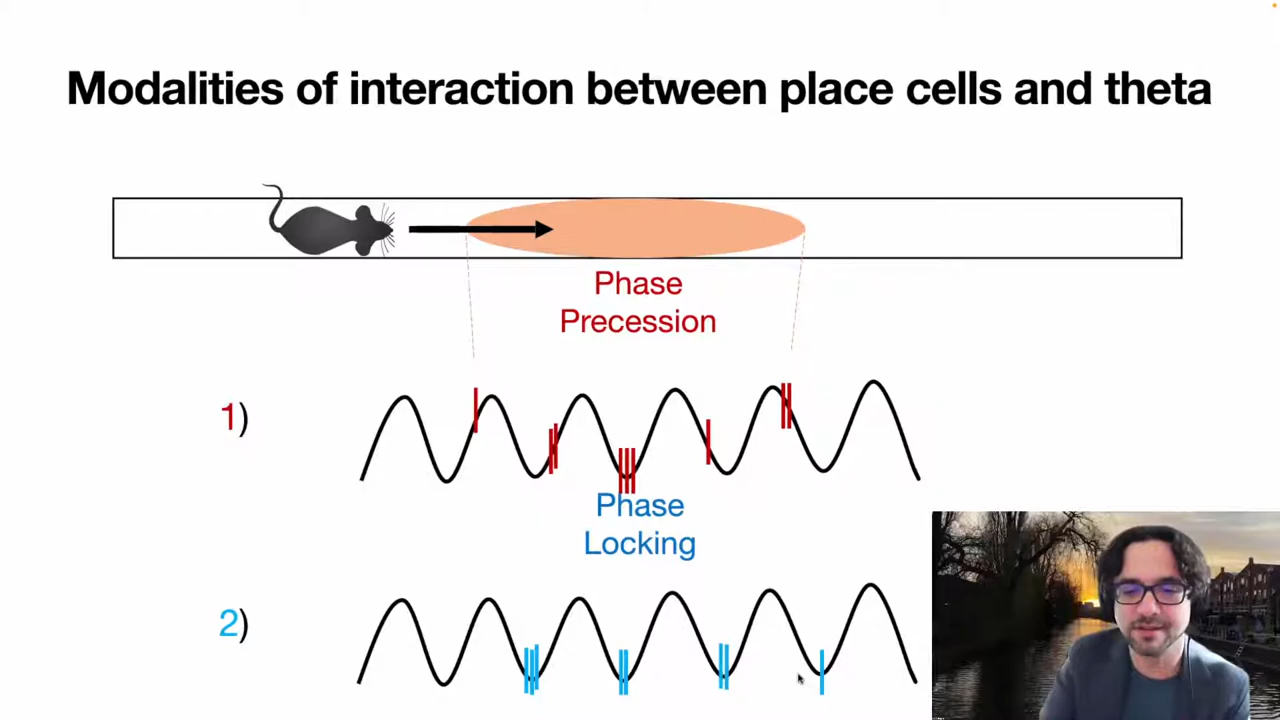 Modalities of interaction between place cells and theta
Phase
Precession
1)
Phase
Locking
2)